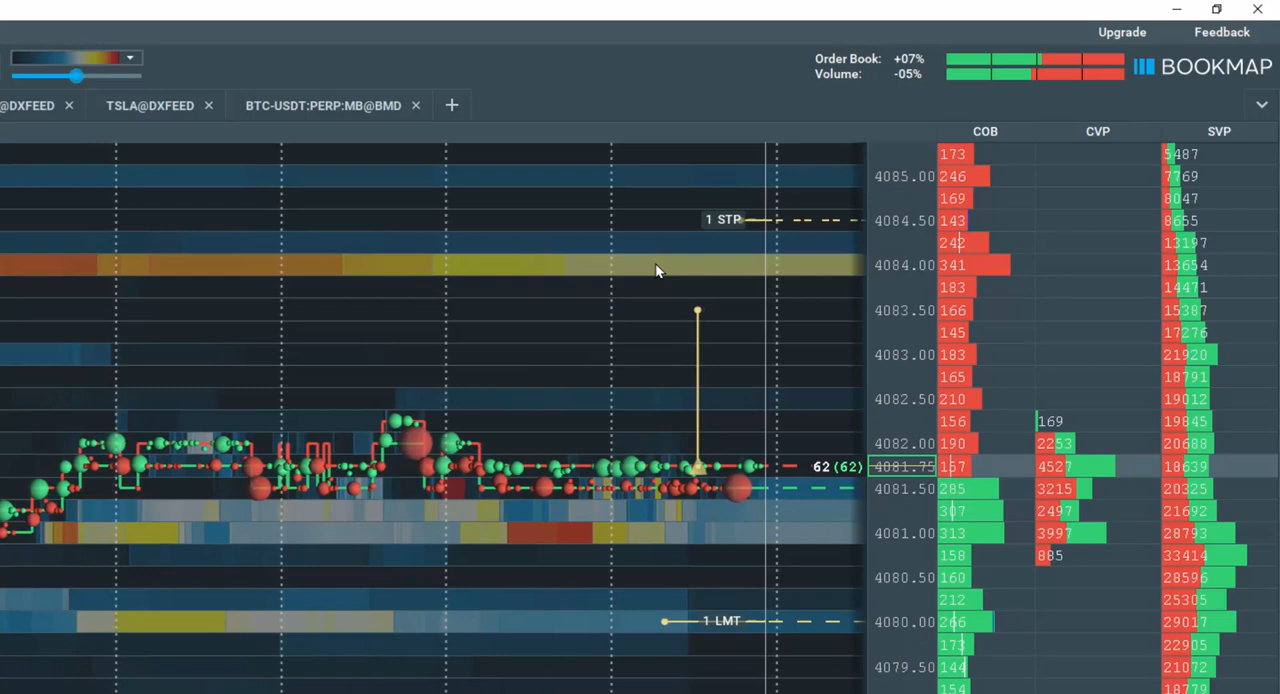 Upgrade Feedback
Order Book: +07%
Volume: -05%
BOOKMAP
@DXFEED × TSLA@DXFEED × BTC-USDT:PERP:MB@BMD × +
COB CVP SVP
173 5487
4085.00 246 7769
169 8047
1 STP 4084.50 143 8655
242 13197
4084.00 341 13654
183 14471
4083.50 166 15387
145 17276
4083.00 183 21920
165 18791
4082.50 210 19012
156 169 19845
4082.00 190 2253 20688
62 (62) 4081.75 157 4527 18639
4081.50 285 3215 20325
307 2497 21692
4081.00 313 3997 28793
158 885 33414
4080.50 160 28596
212 25305
1 LMT 4080.00 266 29017
173 22905
4079.50 144 21072
154 18779